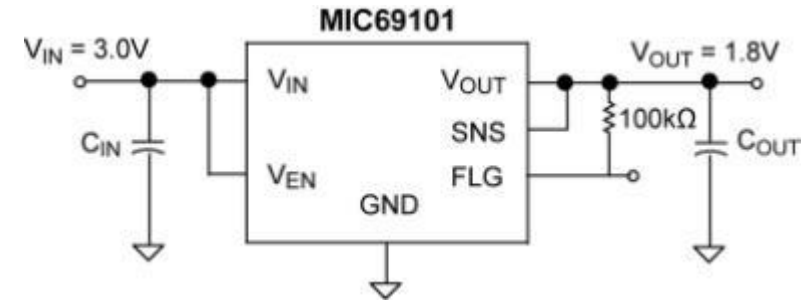 MIC69101
V_IN = 3.0V
V_OUT = 1.8V
V_IN
V_OUT
SNS
100kΩ
C_IN
C_OUT
V_EN
FLG
GND